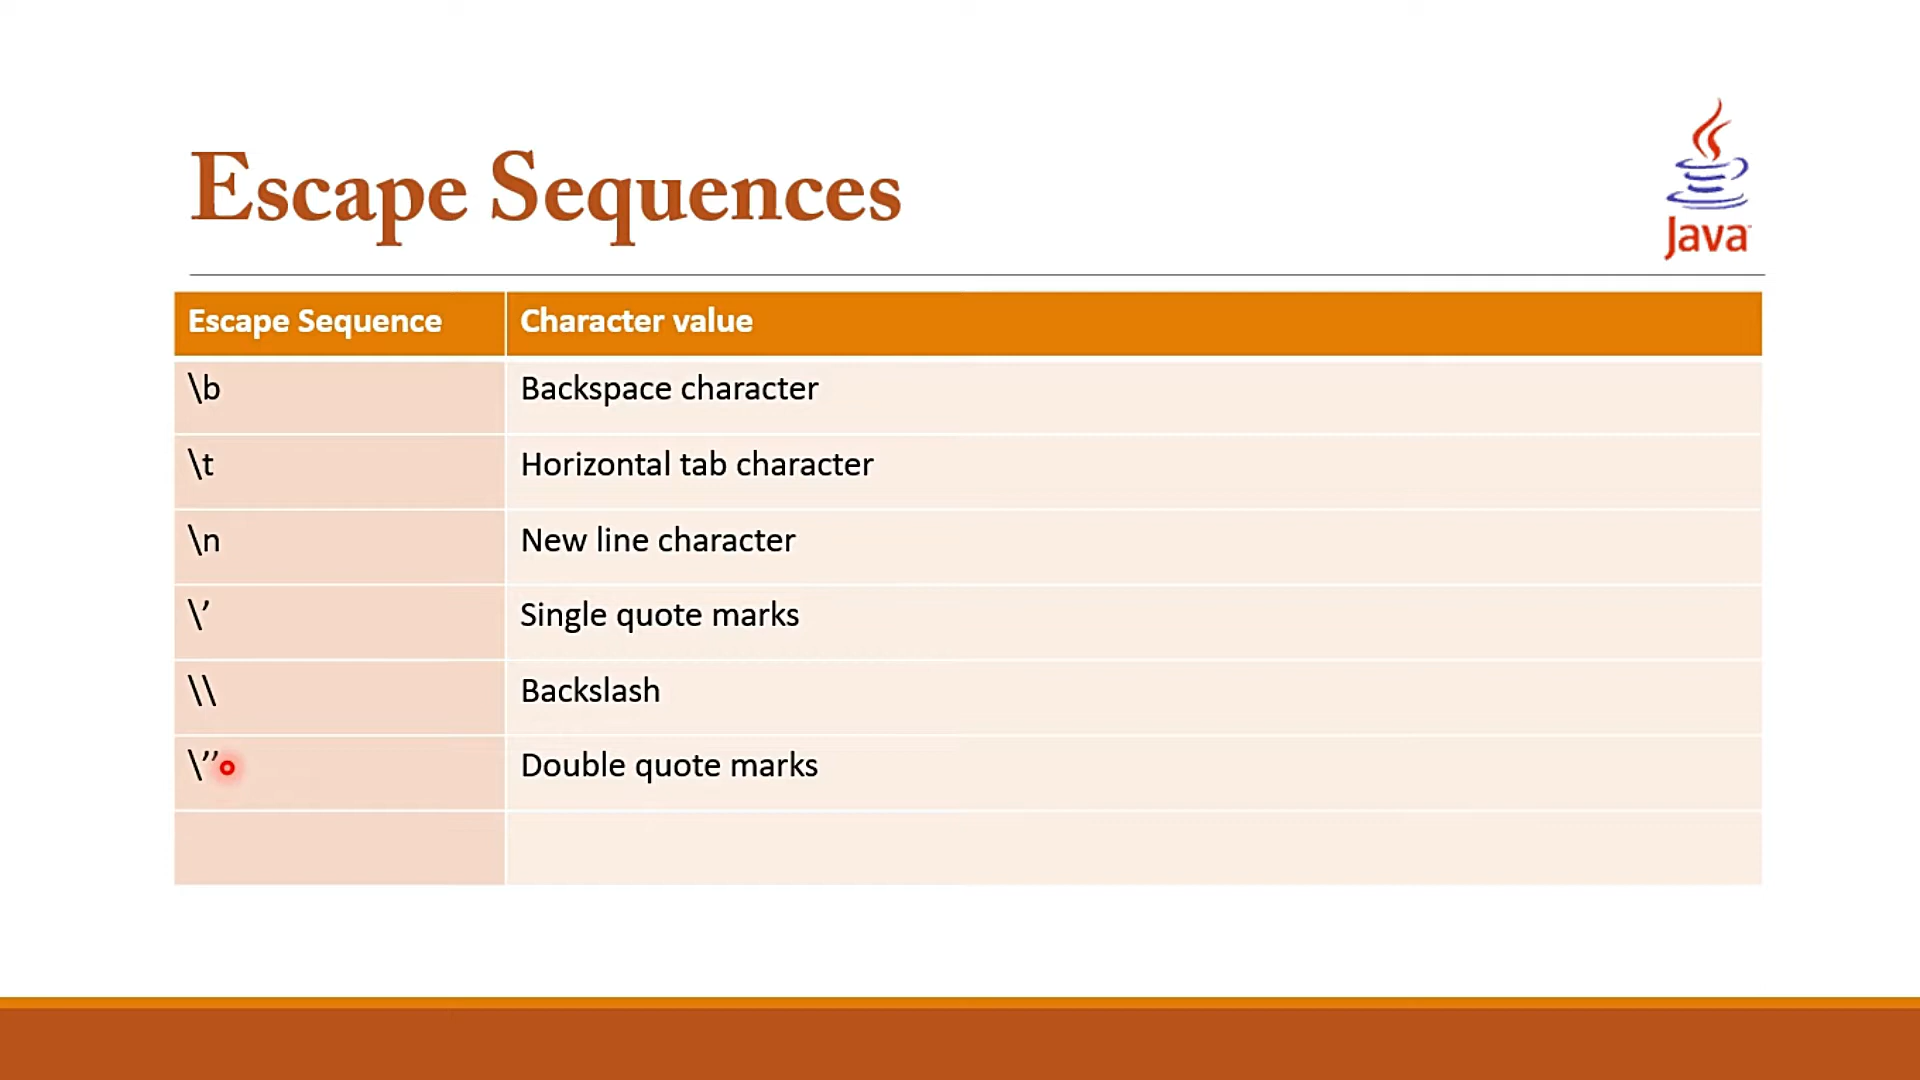 Escape Sequences
Java
Escape Sequence Character value
\b Backspace character
\t Horizontal tab character
\n New line character
\’ Single quote marks
\\ Backslash
\’’ Double quote marks